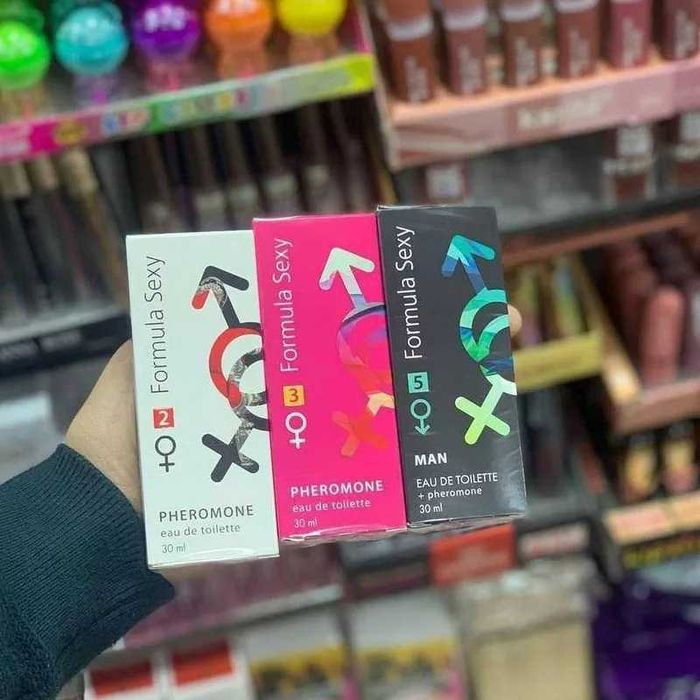 Formula Sexy
2
PHEROMONE
eau de toilette
30 ml
Formula Sexy
3
PHEROMONE
eau de toilette
30 ml
Formula Sexy
5
MAN
EAU DE TOILETTE
+ pheromone
30 ml